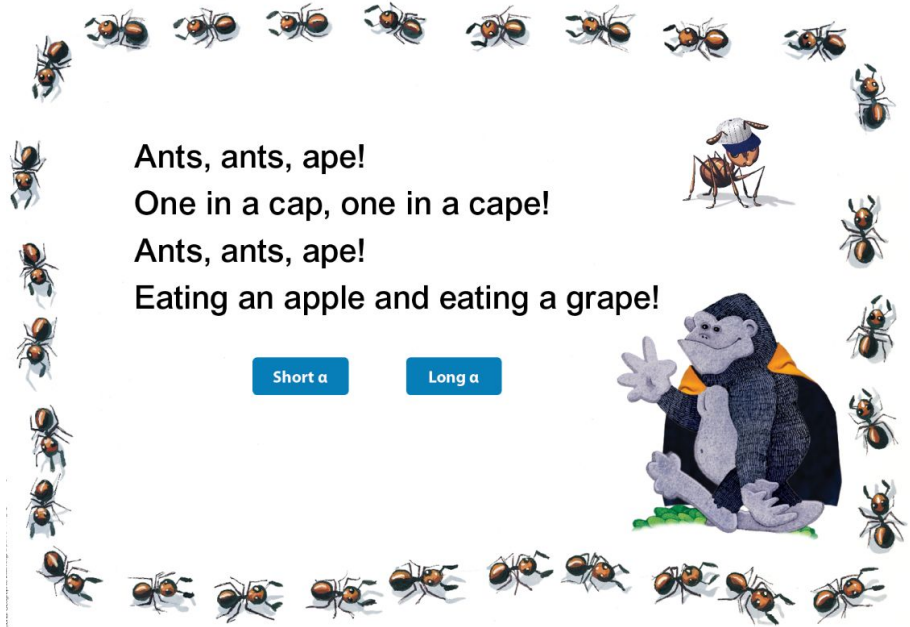 Ants, ants, ape!
One in a cap, one in a cape!
Ants, ants, ape!
Eating an apple and eating a grape!
Short ɑ
Long ɑ